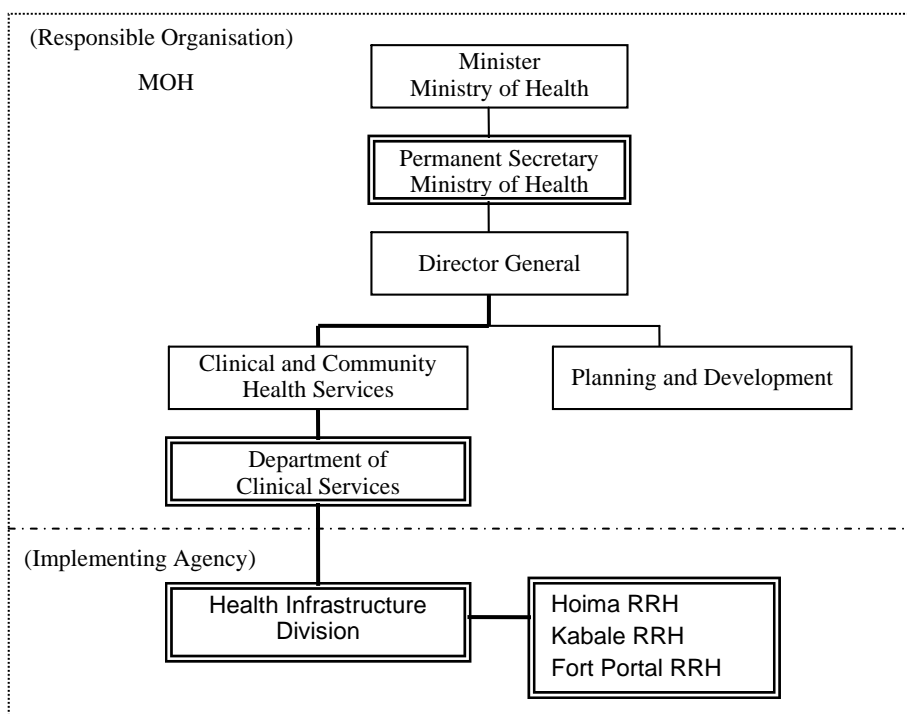 (Responsible Organisation)
MOH
Minister
Ministry of Health
Permanent Secretary
Ministry of Health
Director General
Clinical and Community
Health Services
Planning and Development
Department of
Clinical Services
(Implementing Agency)
Health Infrastructure
Division
Hoima RRH
Kabale RRH
Fort Portal RRH